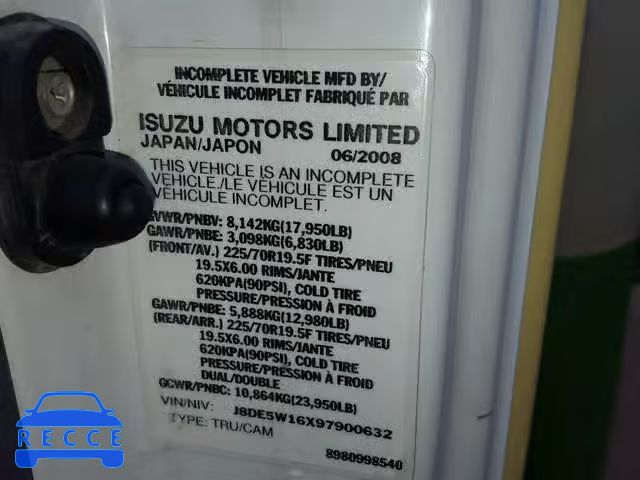 INCOMPLETE VEHICLE MFD BY/
VÉHICULE INCOMPLET FABRIQUÉ PAR
ISUZU MOTORS LIMITED
JAPAN/JAPON 06/2008
THIS VEHICLE IS AN INCOMPLETE
VEHICLE./LE VÉHICULE EST UN
VÉHICULE INCOMPLET.
GVWR/PNBV: 8,142KG(17,950LB)
GAWR/PNBE: 3,098KG(6,830LB)
(FRONT/AV.) 225/70R19.5F TIRES/PNEU
19.5X6.00 RIMS/JANTE
620KPA(90PSI), COLD TIRE
PRESSURE/PRESSION À FROID
GAWR/PNBE: 5,888KG(12,980LB)
(REAR/ARR.) 225/70R19.5F TIRES/PNEU
19.5X6.00 RIMS/JANTE
620KPA(90PSI), COLD TIRE
PRESSURE/PRESSION À FROID
DUAL/DOUBLE
GCWR/PNBC: 10,864KG(23,950LB)
VIN/NIV: J8DE5W16X97900632
TYPE: TRU/CAM
8980998540
RECCE